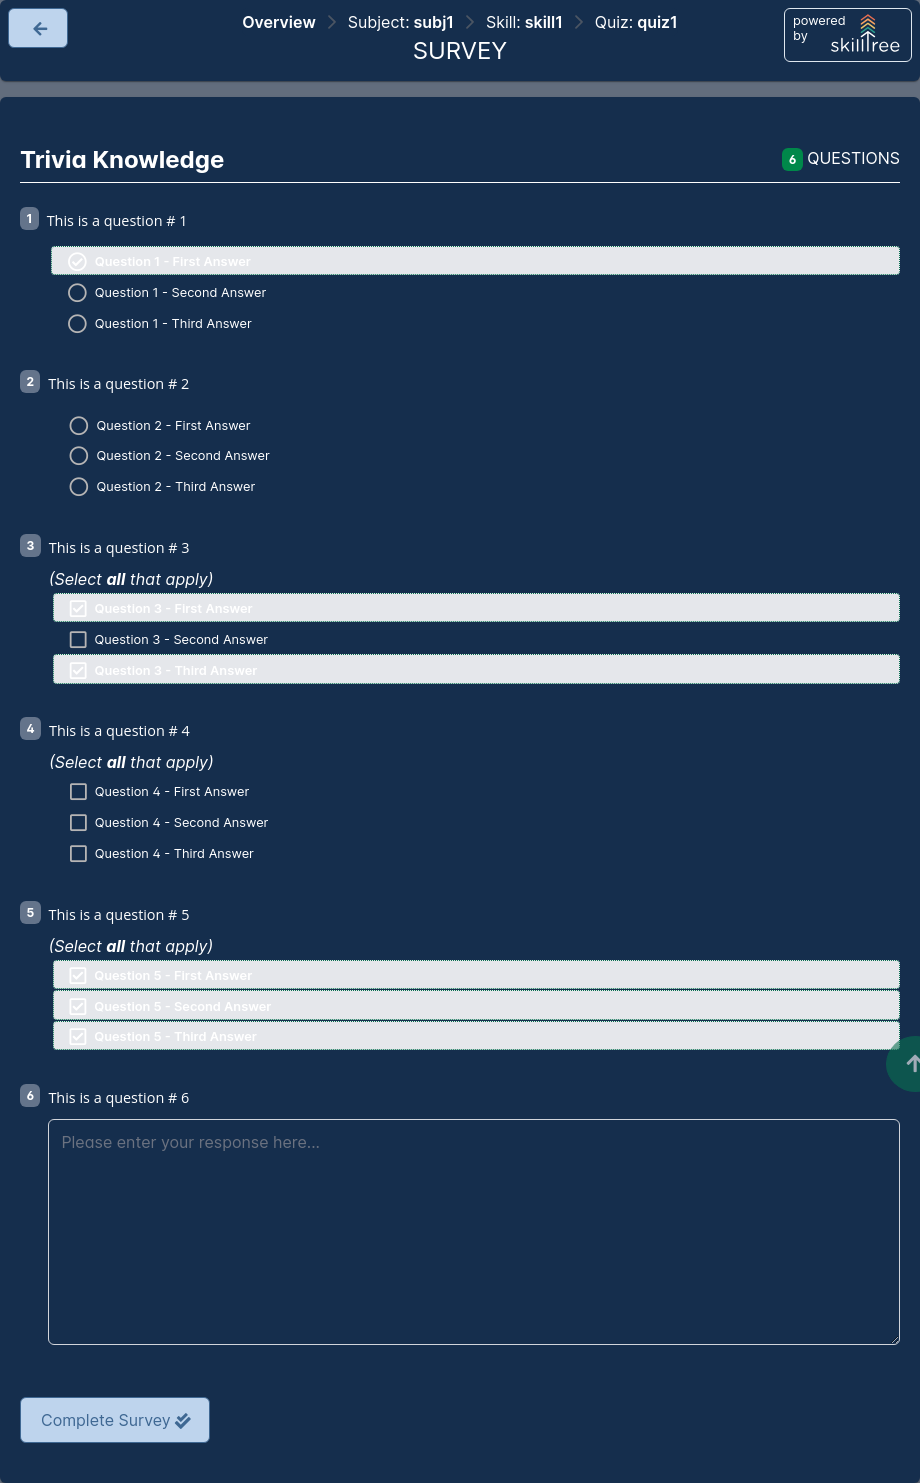 Overview Subject: subj1 Skill: skill1 Quiz: quiz1
SURVEY
powered
by
skilltree
Trivia Knowledge
6 QUESTIONS
1 This is a question # 1
Question 1 - First Answer
Question 1 - Second Answer
Question 1 - Third Answer
2 This is a question # 2
Question 2 - First Answer
Question 2 - Second Answer
Question 2 - Third Answer
3 This is a question # 3
(Select all that apply)
Question 3 - First Answer
Question 3 - Second Answer
Question 3 - Third Answer
4 This is a question # 4
(Select all that apply)
Question 4 - First Answer
Question 4 - Second Answer
Question 4 - Third Answer
5 This is a question # 5
(Select all that apply)
Question 5 - First Answer
Question 5 - Second Answer
Question 5 - Third Answer
6 This is a question # 6
Please enter your response here...
Complete Survey